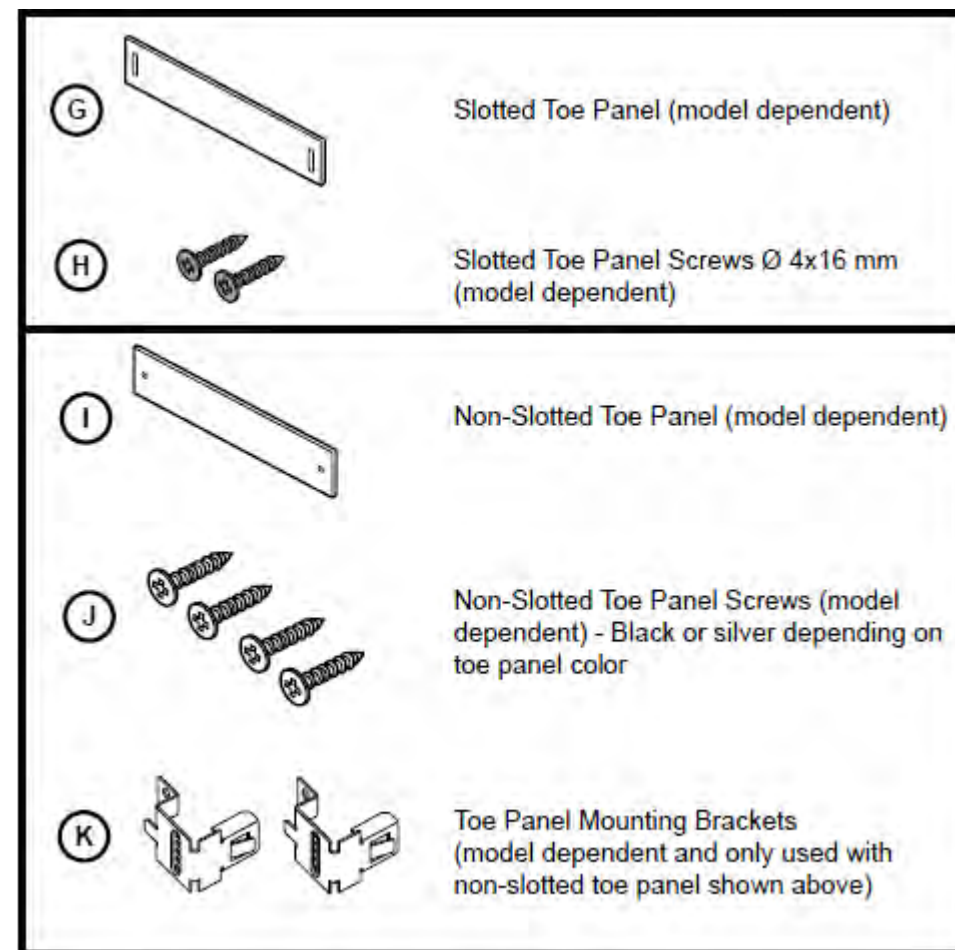 G
Slotted Toe Panel (model dependent)
H
Slotted Toe Panel Screws Ø 4x16 mm
(model dependent)
I
Non-Slotted Toe Panel (model dependent)
J
Non-Slotted Toe Panel Screws (model
dependent) - Black or silver depending on
toe panel color
K
Toe Panel Mounting Brackets
(model dependent and only used with
non-slotted toe panel shown above)